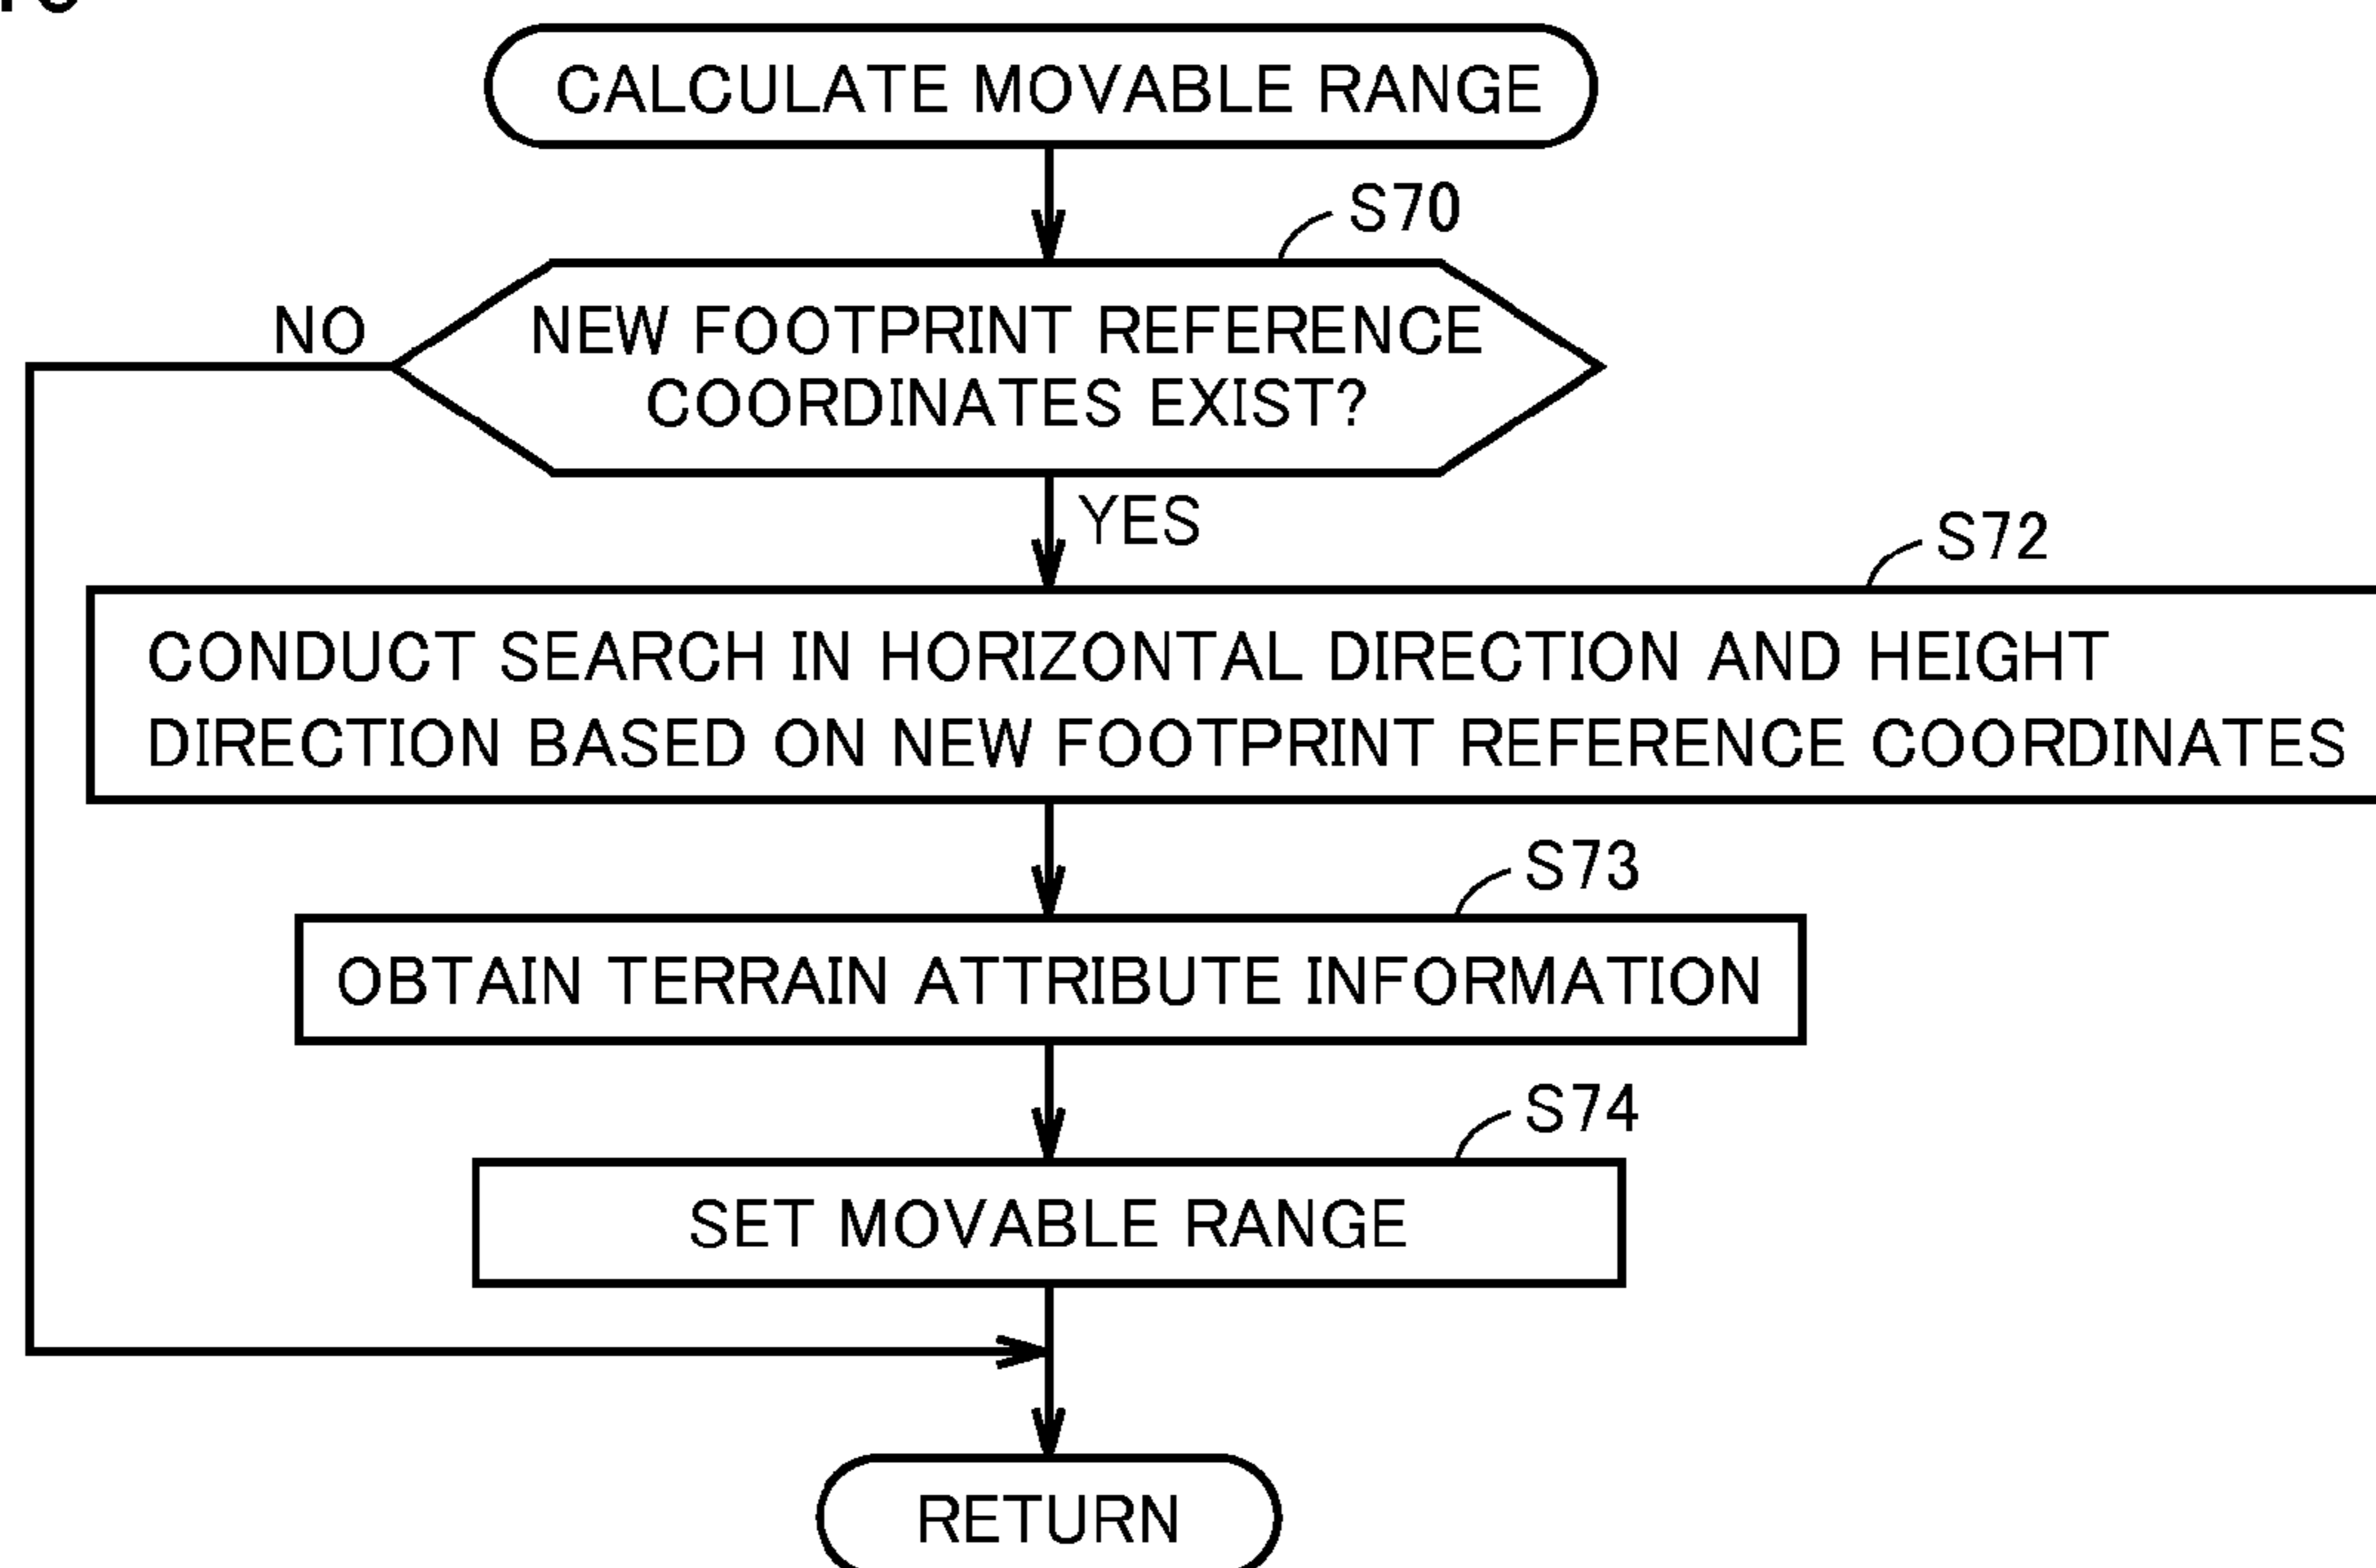 CALCULATE MOVABLE RANGE
S70
NO
NEW FOOTPRINT REFERENCE
COORDINATES EXIST?
YES
S72
CONDUCT SEARCH IN HORIZONTAL DIRECTION AND HEIGHT
DIRECTION BASED ON NEW FOOTPRINT REFERENCE COORDINATES
S73
OBTAIN TERRAIN ATTRIBUTE INFORMATION
S74
SET MOVABLE RANGE
RETURN